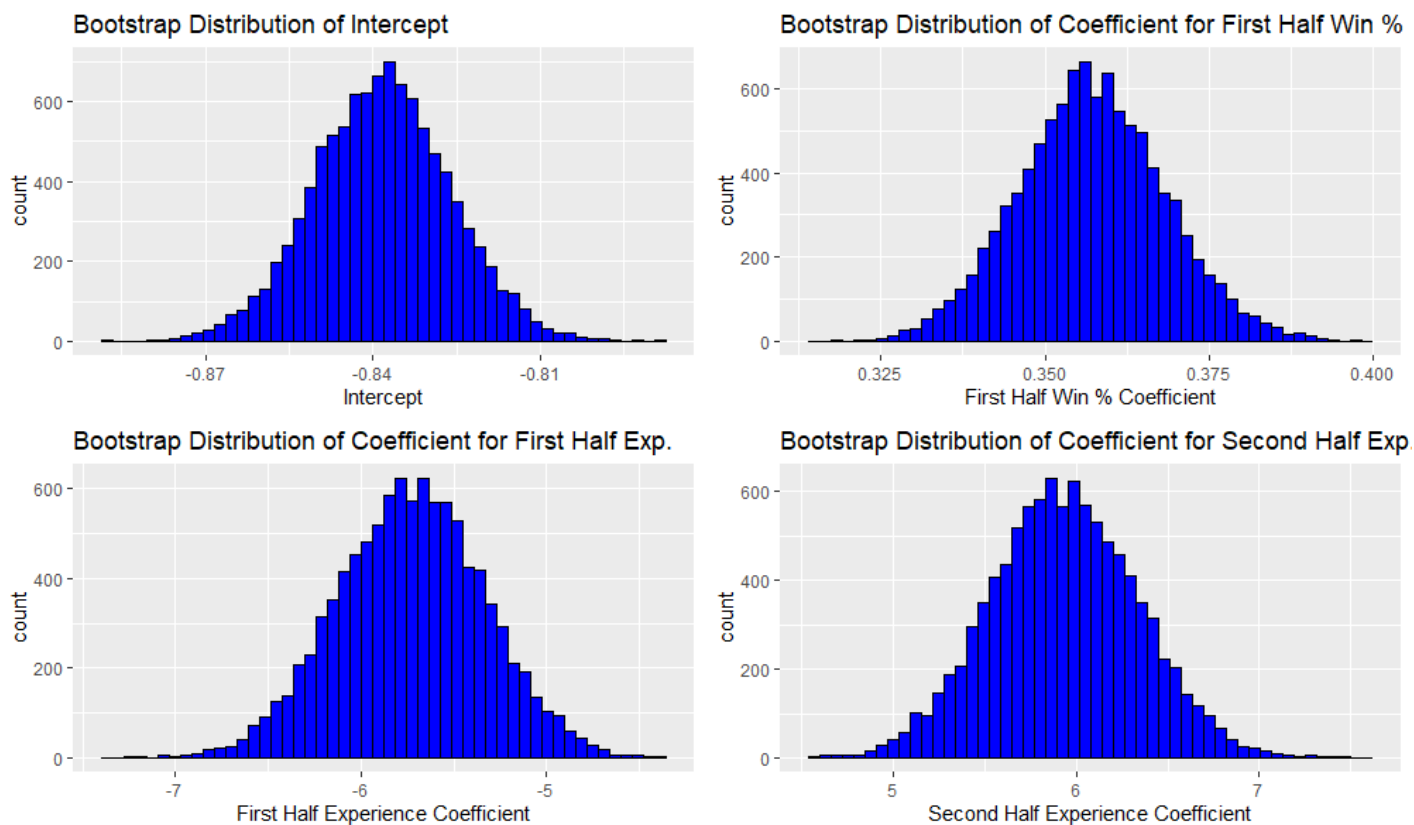 Bootstrap Distribution of Intercept
600
400
200
0
count
-0.87 -0.84 -0.81
Intercept
Bootstrap Distribution of Coefficient for First Half Win %
600
400
200
0
count
0.325 0.350 0.375 0.400
First Half Win % Coefficient
Bootstrap Distribution of Coefficient for First Half Exp.
600
400
200
0
count
-7 -6 -5
First Half Experience Coefficient
Bootstrap Distribution of Coefficient for Second Half Exp.
600
400
200
0
count
5 6 7
Second Half Experience Coefficient